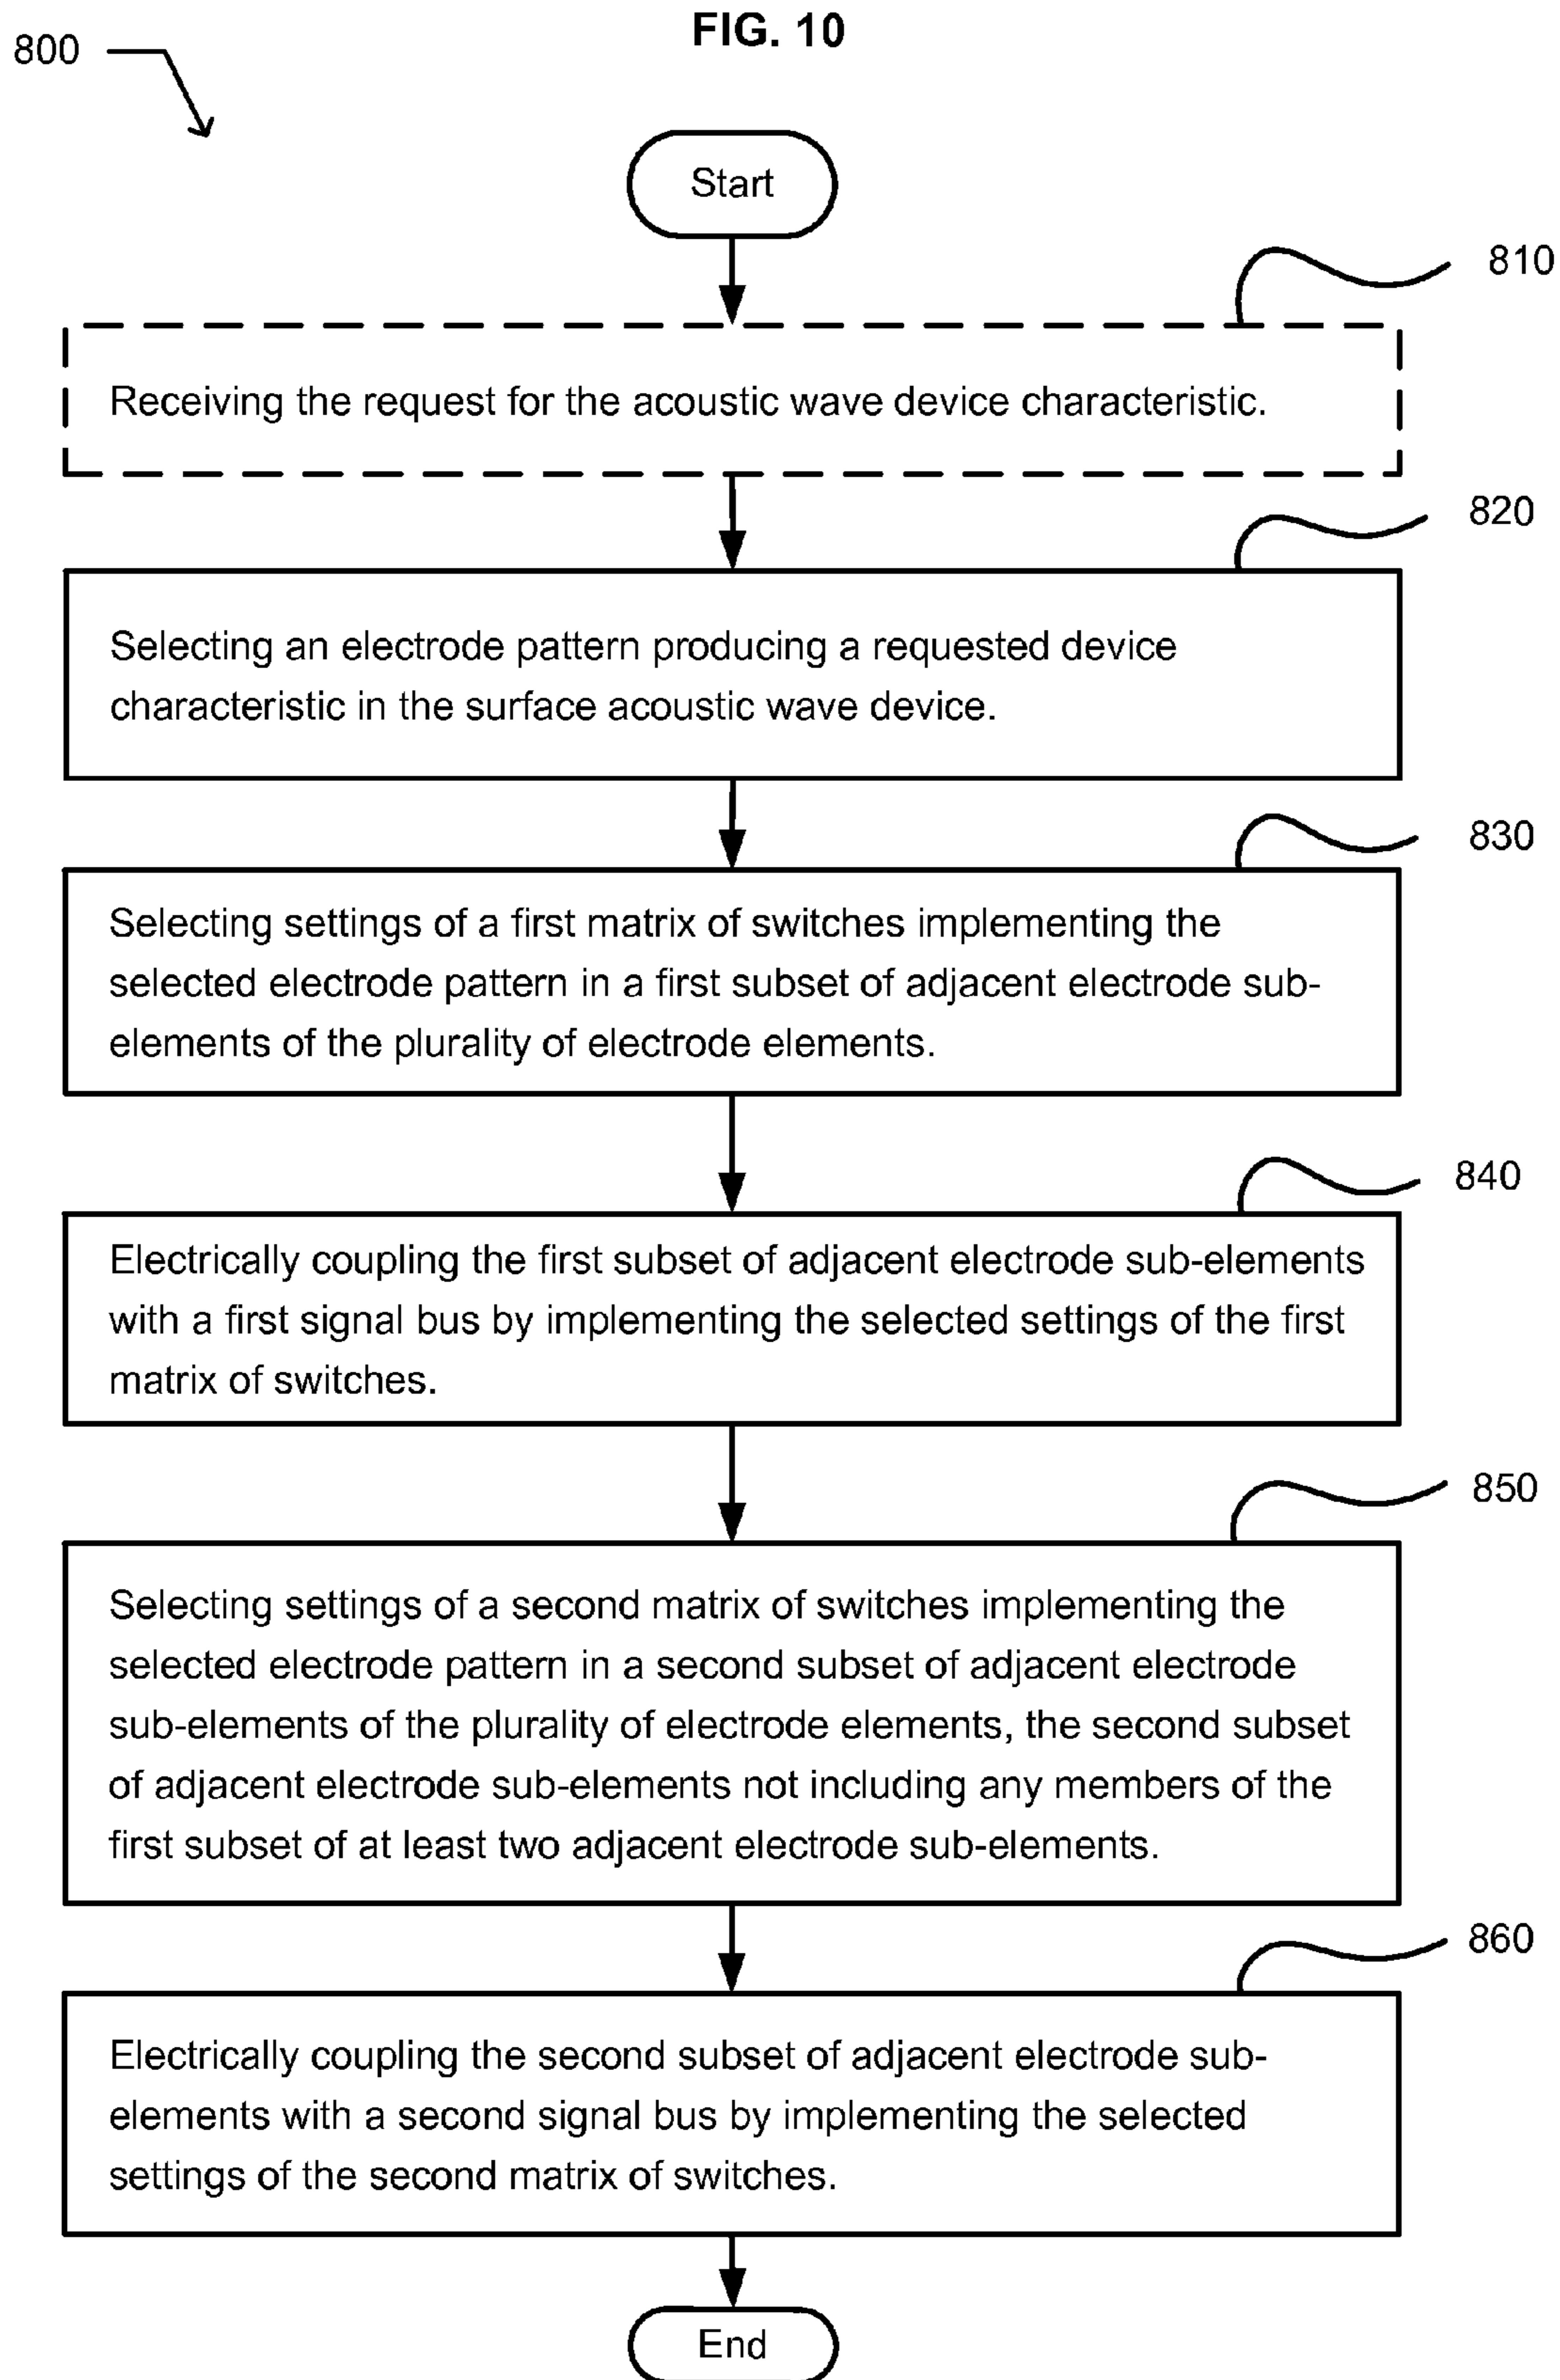 FIG. 10
800
Start
810
Receiving the request for the acoustic wave device characteristic.
820
Selecting an electrode pattern producing a requested device
characteristic in the surface acoustic wave device.
830
Selecting settings of a first matrix of switches implementing the
selected electrode pattern in a first subset of adjacent electrode sub-
elements of the plurality of electrode elements.
840
Electrically coupling the first subset of adjacent electrode sub-elements
with a first signal bus by implementing the selected settings of the first
matrix of switches.
850
Selecting settings of a second matrix of switches implementing the
selected electrode pattern in a second subset of adjacent electrode
sub-elements of the plurality of electrode elements, the second subset
of adjacent electrode sub-elements not including any members of the
first subset of at least two adjacent electrode sub-elements.
860
Electrically coupling the second subset of adjacent electrode sub-
elements with a second signal bus by implementing the selected
settings of the second matrix of switches.
End